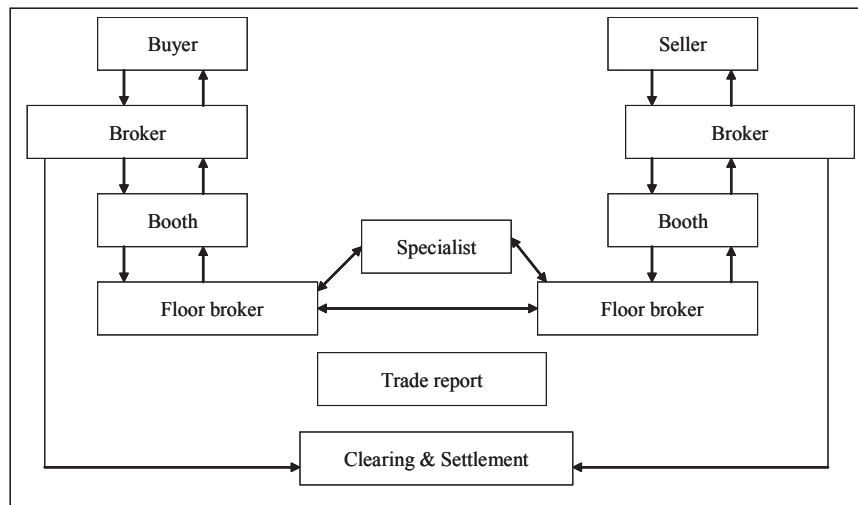 Buyer
Seller
Broker
Broker
Booth
Booth
Specialist
Floor broker
Floor broker
Trade report
Clearing & Settlement